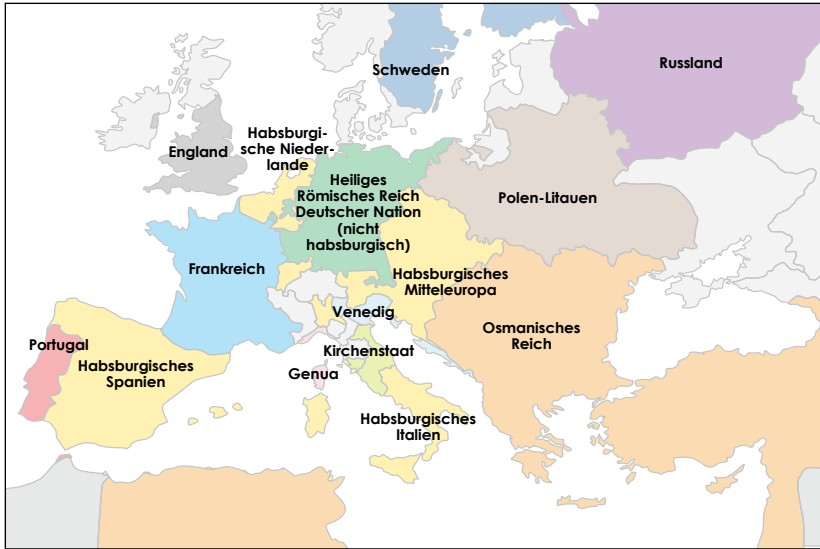 Schweden
Russland
England
Habsburgi-
sche Nieder-
lande
Heiliges
Römisches Reich
Deutscher Nation
(nicht
habsburgisch)
Polen-Litauen
Frankreich
Habsburgisches
Mitteleuropa
Venedig
Osmanisches
Reich
Portugal
Habsburgisches
Spanien
Kirchenstaat
Genua
Habsburgisches
Italien